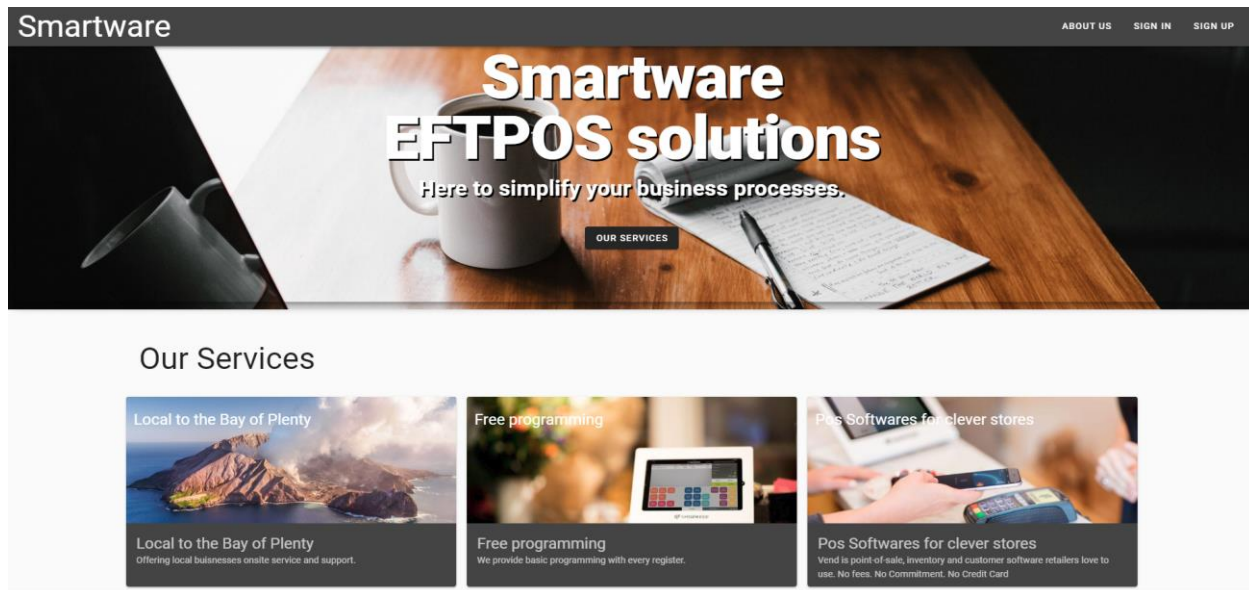 Smartware
ABOUT US SIGN IN SIGN UP
Smartware
EFTPOS solutions
Here to simplify your business processes.
OUR SERVICES
Our Services
Local to the Bay of Plenty
Free programming
Pos Softwares for clever stores
Local to the Bay of Plenty
Offering local buisnesses onsite service and support.
Free programming
We provide basic programming with every register.
Pos Softwares for clever stores
Vend is point-of-sale, inventory and customer software retailers love to
use. No fees. No Commitment. No Credit Card